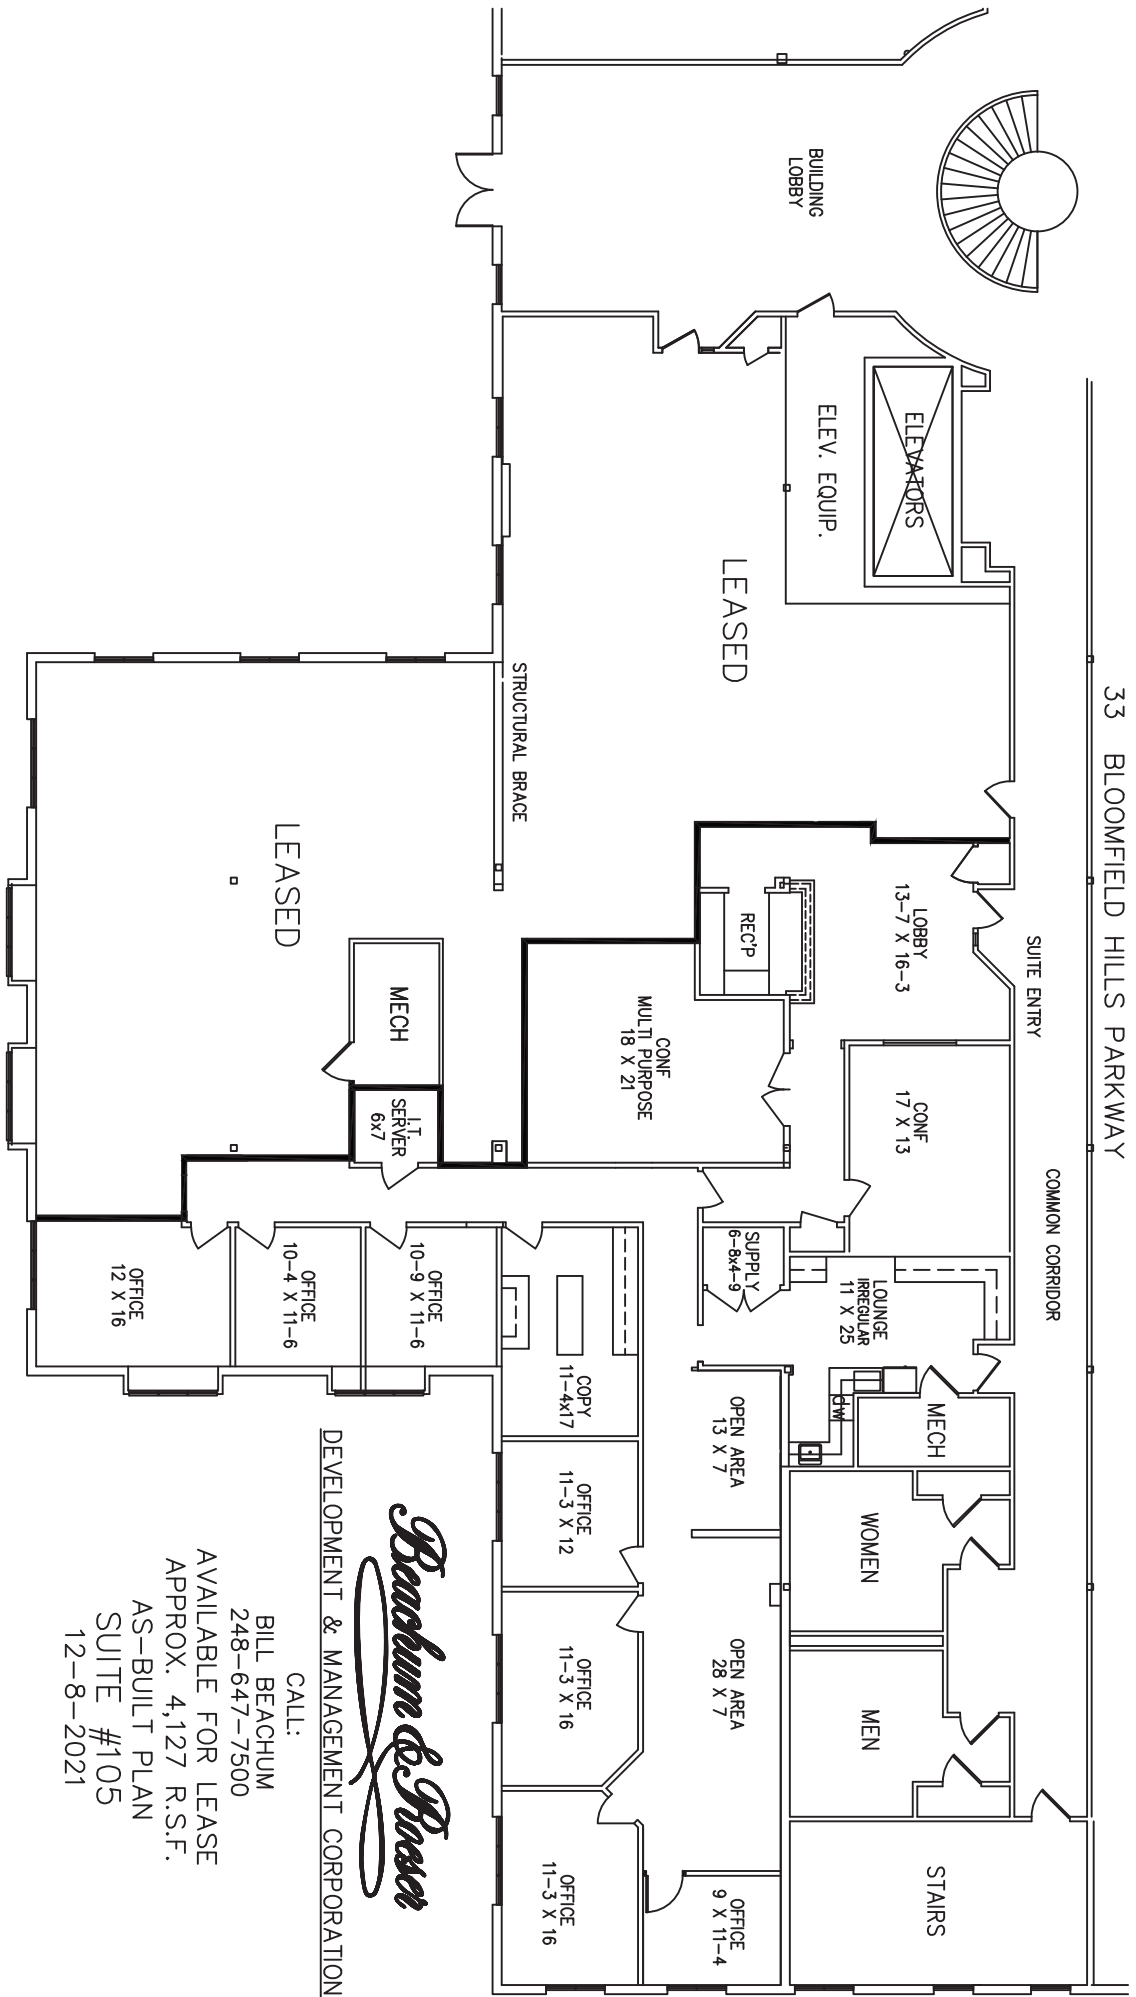 33 BLOOMFIELD HILLS PARKWAY
BUILDING
LOBBY
ELEVATORS
ELEV. EQUIP.
LEASED
STRUCTURAL BRACE
LEASED
SUITE ENTRY
COMMON CORRIDOR
LOBBY
13-7 X 16-3
REC'P
CONF
17 X 13
CONF
MULTI PURPOSE
18 X 21
MECH
I.T.
SERVER
6x7
SUPPLY
6-8x4-9
LOUNGE
IRREGULAR
11 X 25
dw
MECH
WOMEN
MEN
STAIRS
OPEN AREA
13 X 7
OPEN AREA
28 X 7
OFFICE
9 X 11-4
COPY
11-4x17
OFFICE
11-3 X 12
OFFICE
11-3 X 16
OFFICE
11-3 X 16
OFFICE
10-9 X 11-6
OFFICE
10-4 X 11-6
OFFICE
12 X 16
Beachum & Roeser
DEVELOPMENT & MANAGEMENT CORPORATION
CALL:
BILL BEACHUM
248-647-7500
AVAILABLE FOR LEASE
APPROX. 4,127 R.S.F.
AS-BUILT PLAN
SUITE #105
12-8-2021